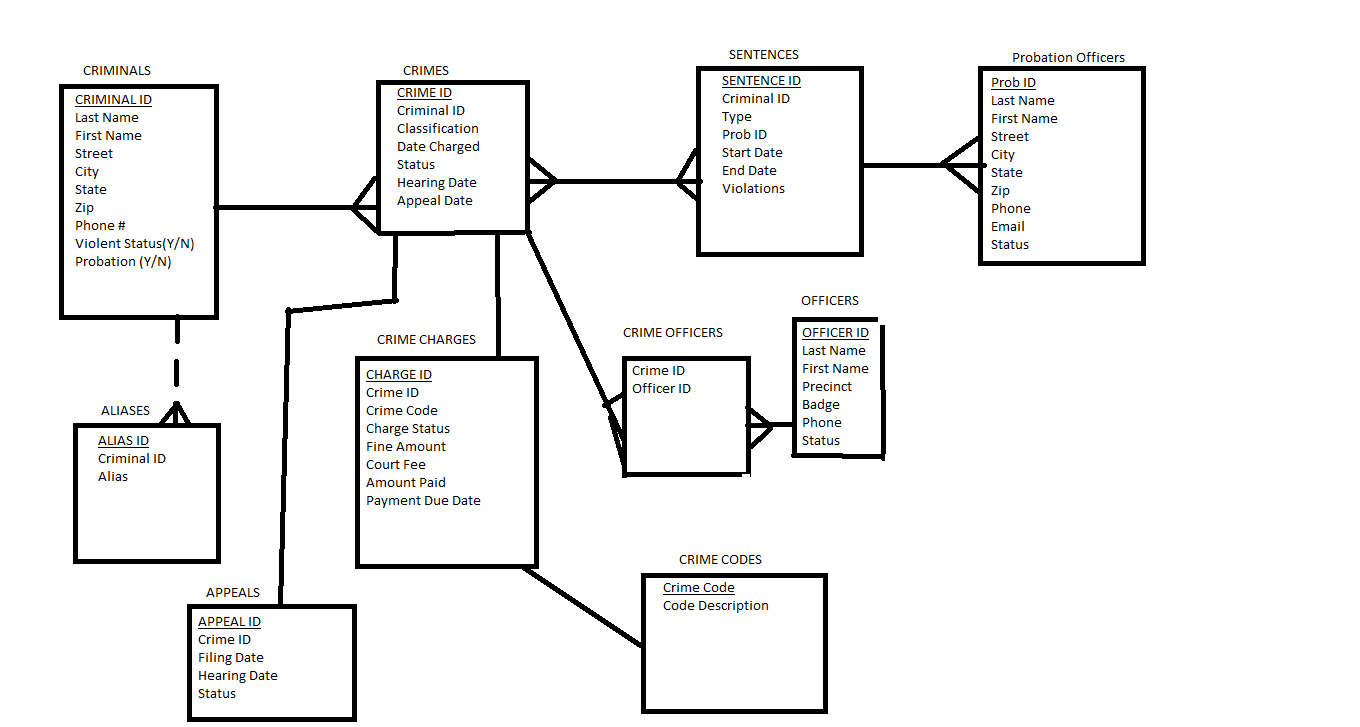 CRIMINALS
CRIMINAL ID
Last Name
First Name
Street
City
State
Zip
Phone #
Violent Status(Y/N)
Probation (Y/N)
CRIMES
CRIME ID
Criminal ID
Classification
Date Charged
Status
Hearing Date
Appeal Date
SENTENCES
SENTENCE ID
Criminal ID
Type
Prob ID
Start Date
End Date
Violations
Probation Officers
Prob ID
Last Name
First Name
Street
City
State
Zip
Phone
Email
Status
ALIASES
ALIAS ID
Criminal ID
Alias
CRIME CHARGES
CHARGE ID
Crime ID
Crime Code
Charge Status
Fine Amount
Court Fee
Amount Paid
Payment Due Date
CRIME OFFICERS
Crime ID
Officer ID
OFFICERS
OFFICER ID
Last Name
First Name
Precinct
Badge
Phone
Status
APPEALS
APPEAL ID
Crime ID
Filing Date
Hearing Date
Status
CRIME CODES
Crime Code
Code Description